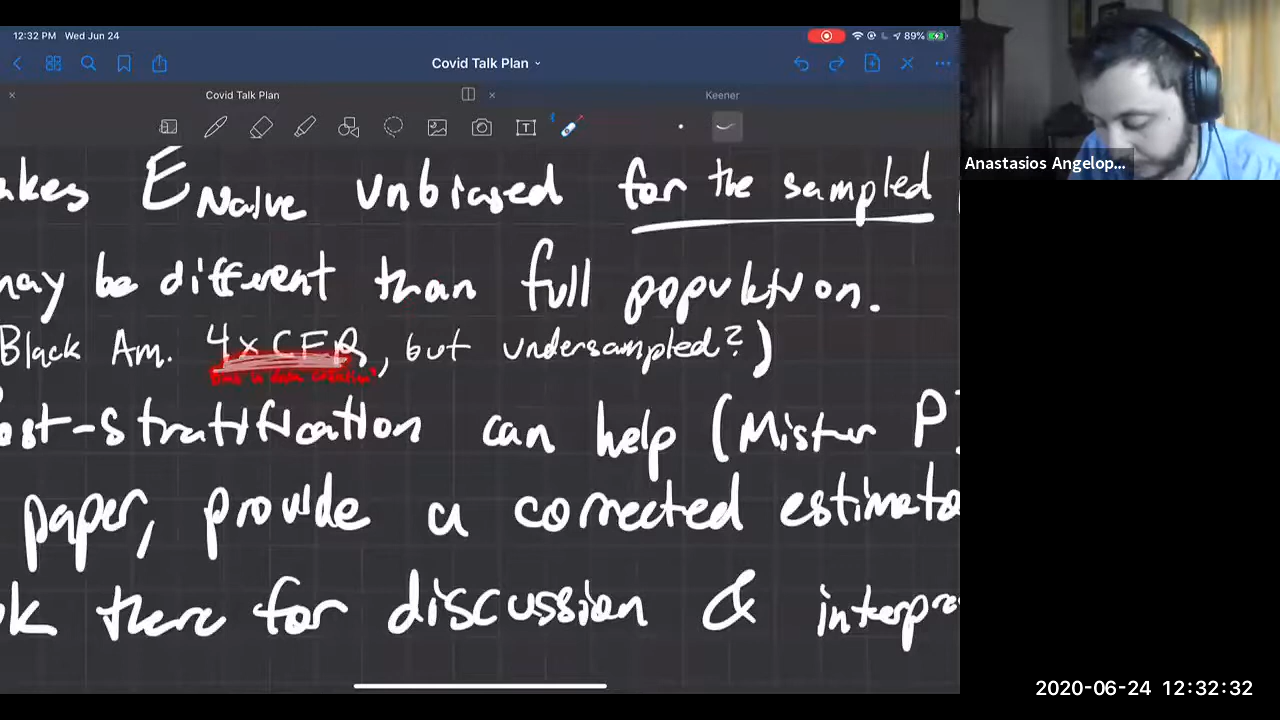 12:32 PM Wed Jun 24
89%
Covid Talk Plan
Covid Talk Plan
Keener
akes E Naive unbiased for the sampled
may be different than full population.
Black Am. 4x CFR, but undersampled?)
ost-stratification can help (Mister P.
paper, provide a corrected estimato
ok there for discussion & interpre
Anastasios Angelop...
2020-06-24 12:32:32